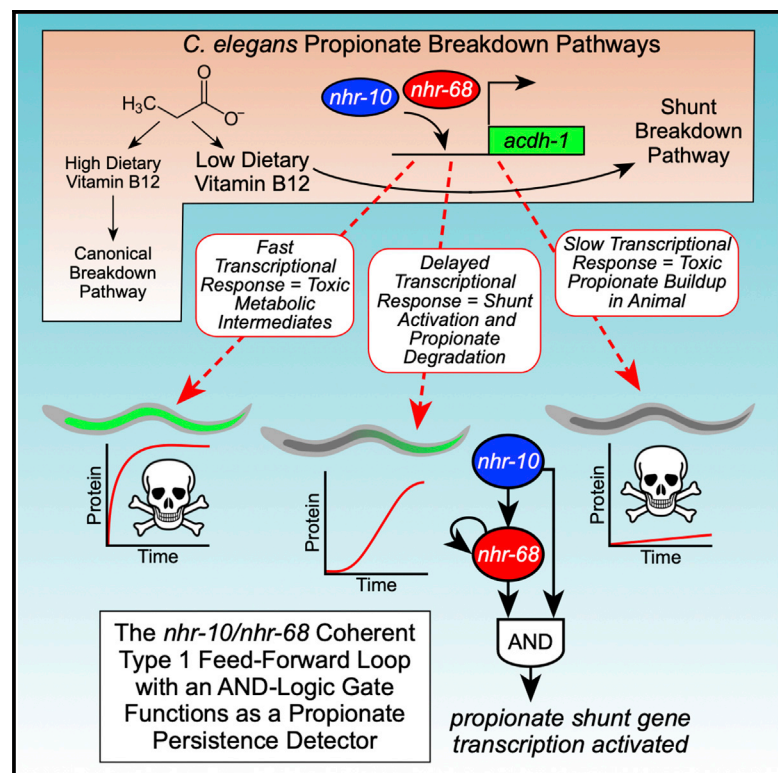 C. elegans Propionate Breakdown Pathways
O
H₃C
O⁻
nhr-10
nhr-68
acdh-1
Shunt
Breakdown
Pathway
High Dietary
Vitamin B12
Low Dietary
Vitamin B12
Canonical
Breakdown
Pathway
Fast
Transcriptional
Response = Toxic
Metabolic
Intermediates
Delayed
Transcriptional
Response = Shunt
Activation and
Propionate
Degradation
Slow Transcriptional
Response = Toxic
Propionate Buildup
in Animal
Protein
Time
Protein
Time
nhr-10
nhr-68
AND
propionate shunt gene
transcription activated
Protein
Time
The nhr-10/nhr-68 Coherent
Type 1 Feed-Forward Loop
with an AND-Logic Gate
Functions as a Propionate
Persistence Detector